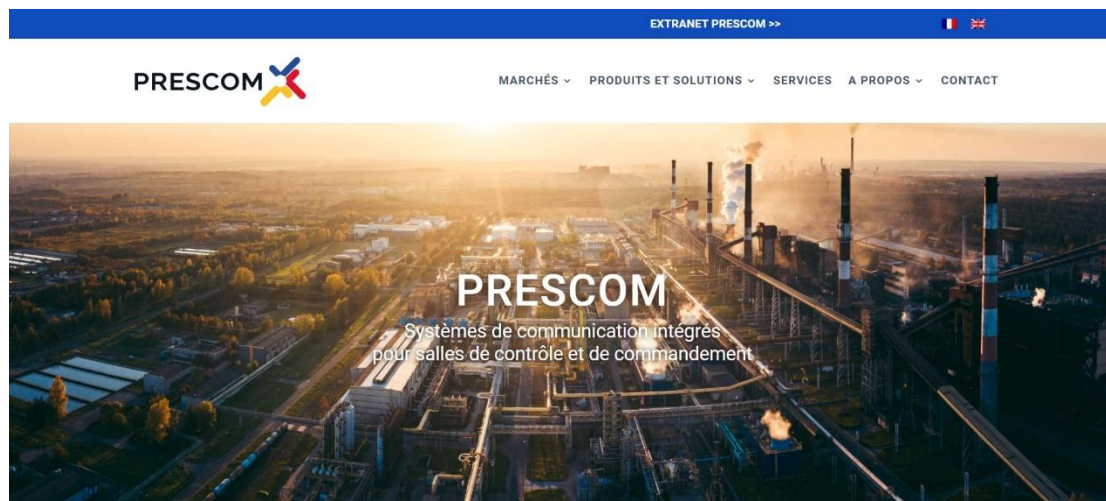 EXTRANET PRESCOM >>
PRESCOM
MARCHÉS PRODUITS ET SOLUTIONS SERVICES A PROPOS CONTACT
PRESCOM
Systèmes de communication intégrés
pour salles de contrôle et de commandement